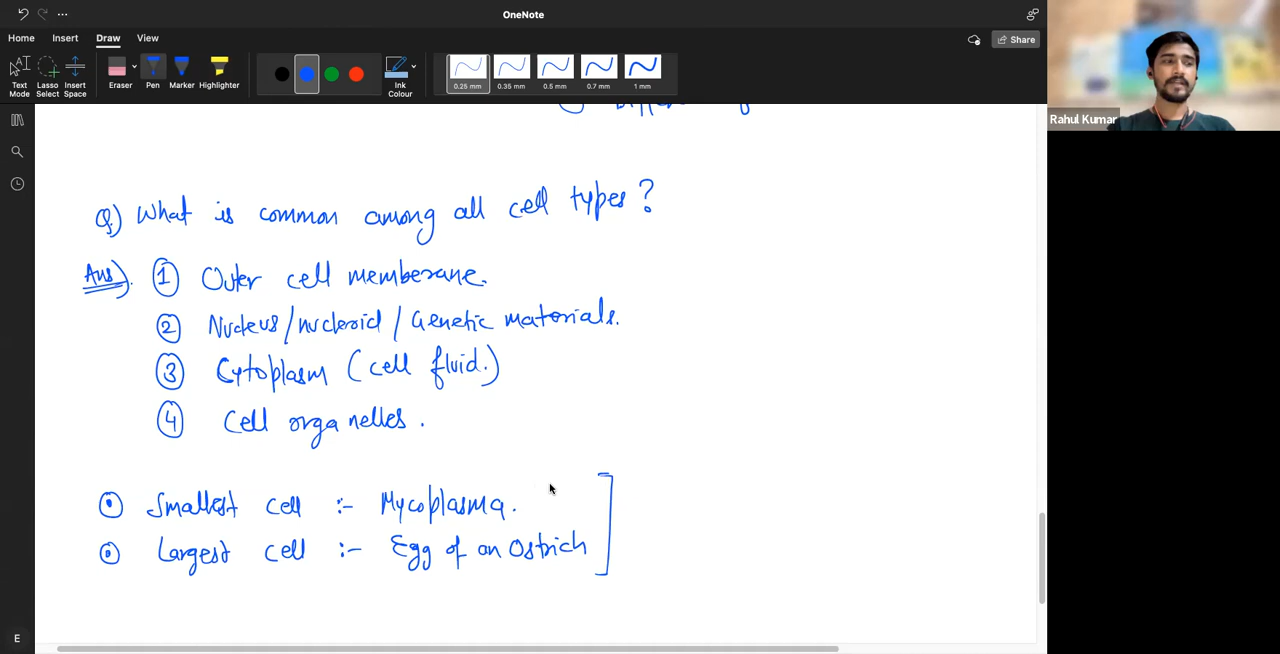 OneNote
Home Insert Draw View
Share
Text Mode
Lasso Select
Insert Space
Eraser
Pen
Marker
Highlighter
Ink Colour
0.25 mm
0.35 mm
0.5 mm
0.7 mm
1 mm
Rahul Kumar
Q) What is common among all cell types?
Ans). ① Outer cell memberane.
② Nucleus/nucleoid/Genetic materials.
③ Cytoplasm (cell fluid.)
④ Cell organelles.
Smallest cell :- Mycoplasma.
Largest cell :- Egg of an Ostrich
E